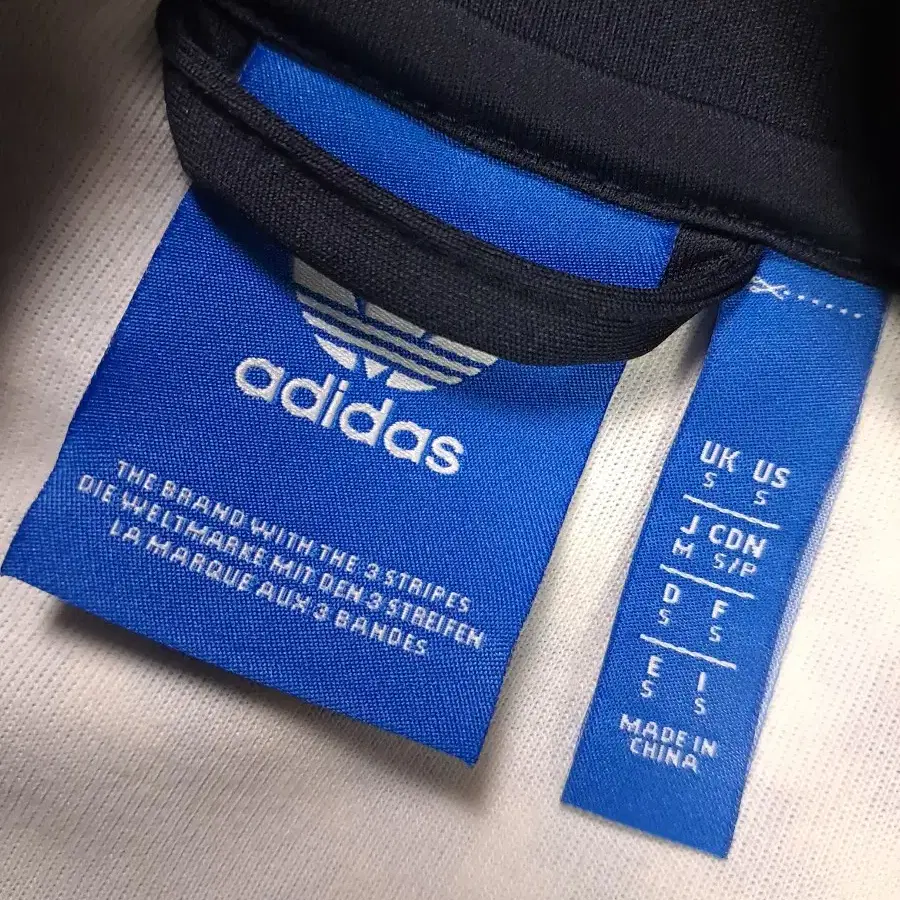 adidas
THE BRAND WITH THE 3 STRIPES
DIE WELTMARKE MIT DEN 3 STREIFEN
LA MARQUE AUX 3 BANDES
UK US
S S
J CDN
M S/P
D F
S S
E I
S S
MADE IN
CHINA